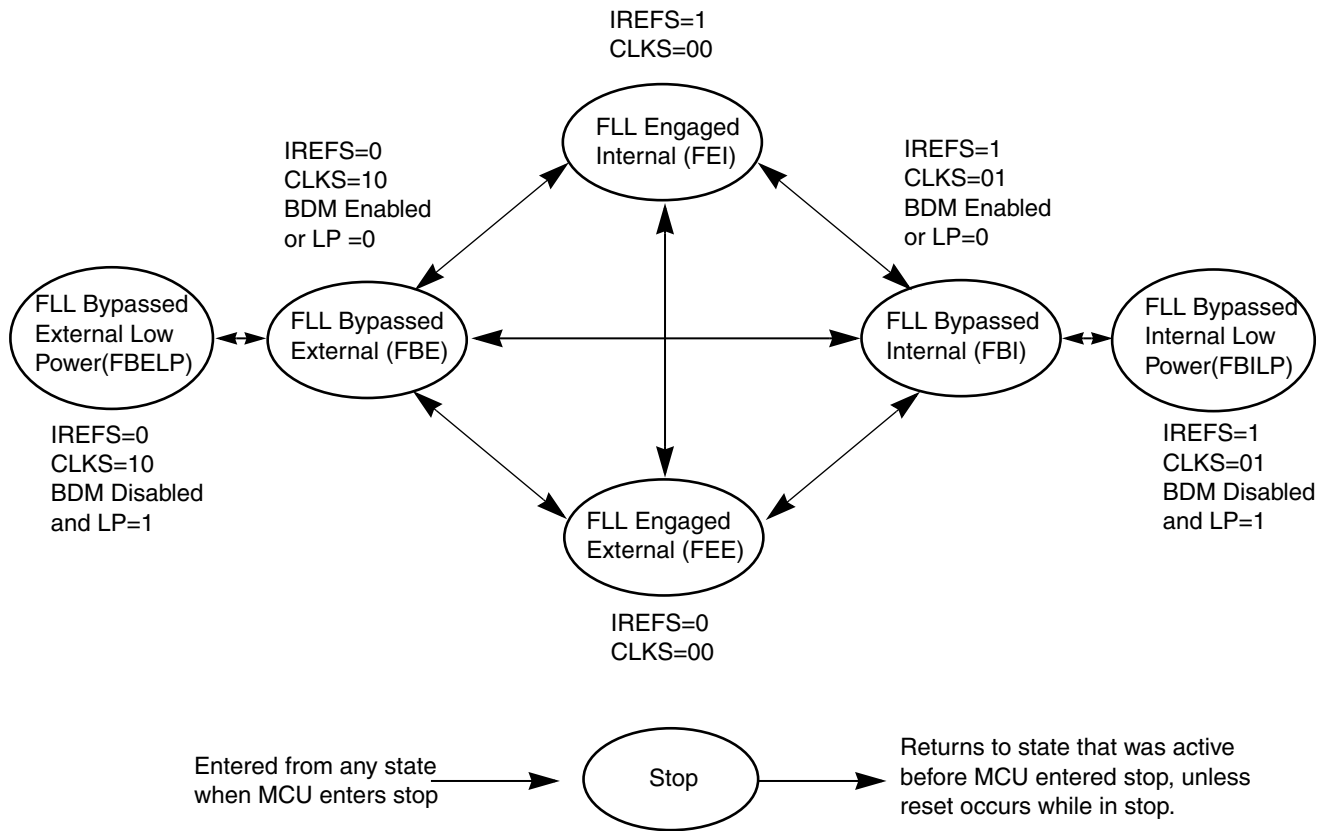 IREFS=1
CLKS=00
FLL Engaged
Internal (FEI)
IREFS=0
CLKS=10
BDM Enabled
or LP =0
IREFS=1
CLKS=01
BDM Enabled
or LP=0
FLL Bypassed
External Low
Power(FBELP)
FLL Bypassed
External (FBE)
FLL Bypassed
Internal (FBI)
FLL Bypassed
Internal Low
Power(FBILP)
IREFS=0
CLKS=10
BDM Disabled
and LP=1
IREFS=1
CLKS=01
BDM Disabled
and LP=1
FLL Engaged
External (FEE)
IREFS=0
CLKS=00
Entered from any state
when MCU enters stop
Stop
Returns to state that was active
before MCU entered stop, unless
reset occurs while in stop.